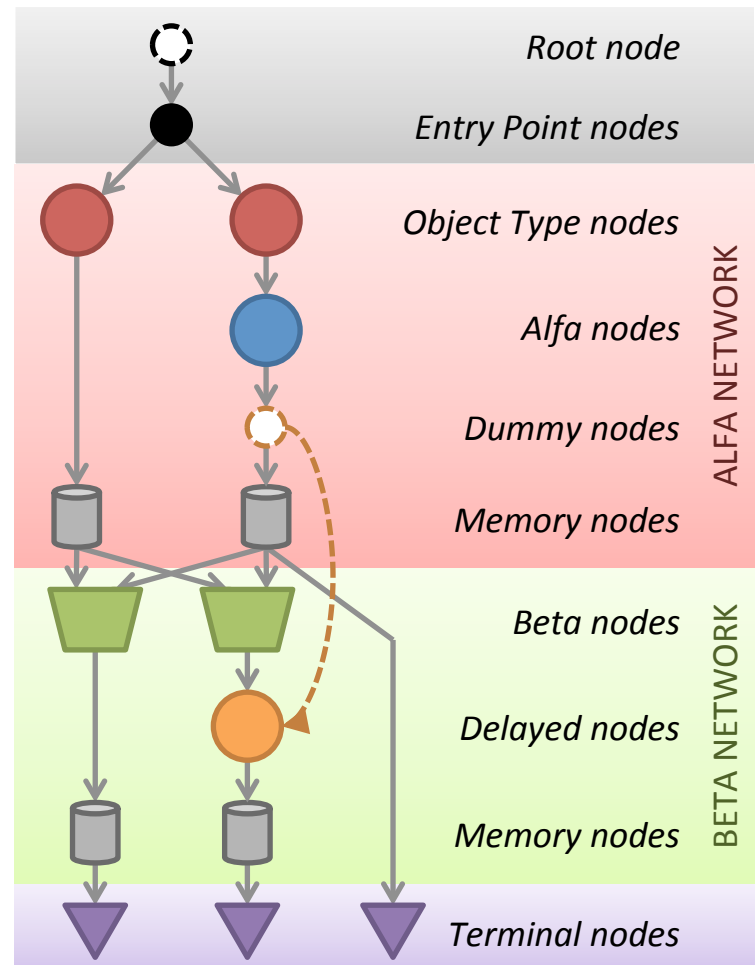 Root node
Entry Point nodes
Object Type nodes
Alfa nodes
Dummy nodes
Memory nodes
ALFA NETWORK
Beta nodes
Delayed nodes
Memory nodes
BETA NETWORK
Terminal nodes